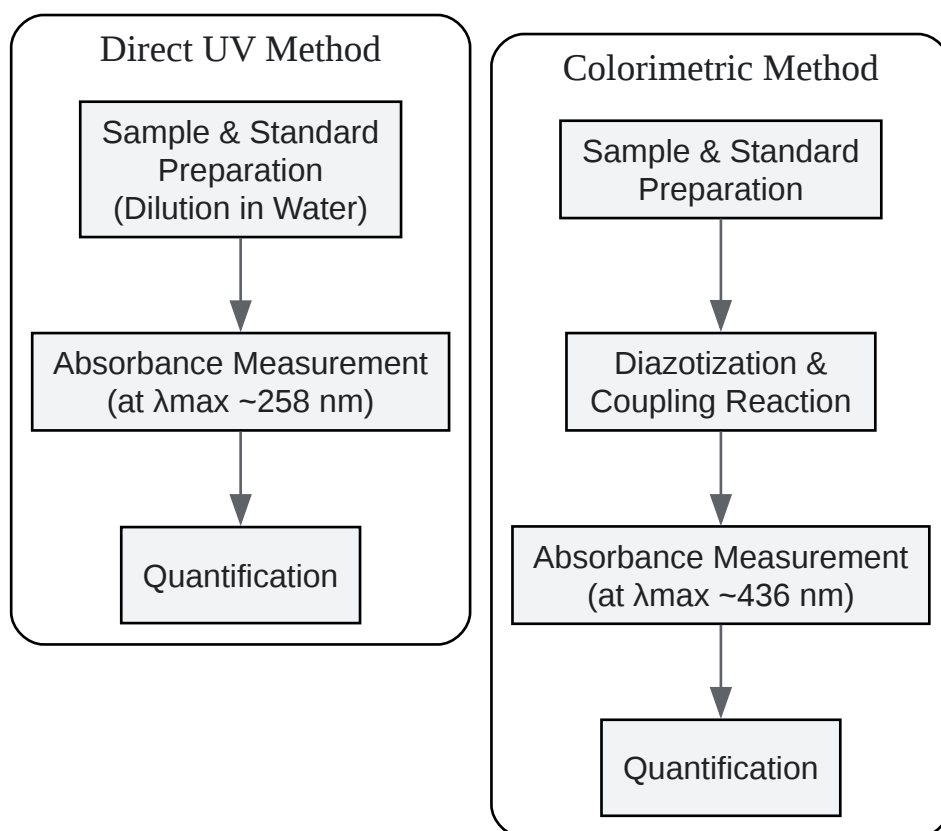 Direct UV Method
Sample & Standard
Preparation
(Dilution in Water)
Absorbance Measurement
(at λmax ~258 nm)
Quantification
Colorimetric Method
Sample & Standard
Preparation
Diazotization &
Coupling Reaction
Absorbance Measurement
(at λmax ~436 nm)
Quantification